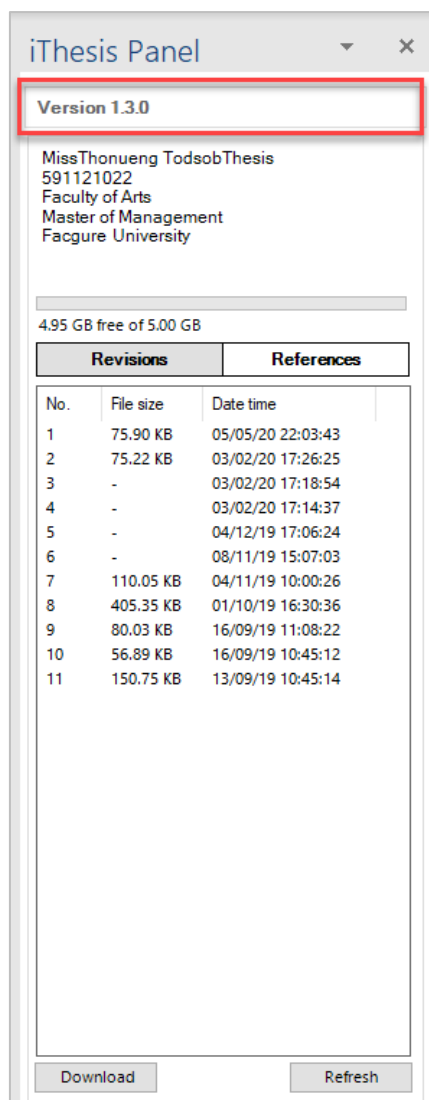 iThesis Panel
Version 1.3.0
MissThonueng TodsobThesis
591121022
Faculty of Arts
Master of Management
Facgure University
4.95 GB free of 5.00 GB
Revisions References
No. File size Date time
1 75.90 KB 05/05/20 22:03:43
2 75.22 KB 03/02/20 17:26:25
3 - 03/02/20 17:18:54
4 - 03/02/20 17:14:37
5 - 04/12/19 17:06:24
6 - 08/11/19 15:07:03
7 110.05 KB 04/11/19 10:00:26
8 405.35 KB 01/10/19 16:30:36
9 80.03 KB 16/09/19 11:08:22
10 56.89 KB 16/09/19 10:45:12
11 150.75 KB 13/09/19 10:45:14
Download Refresh